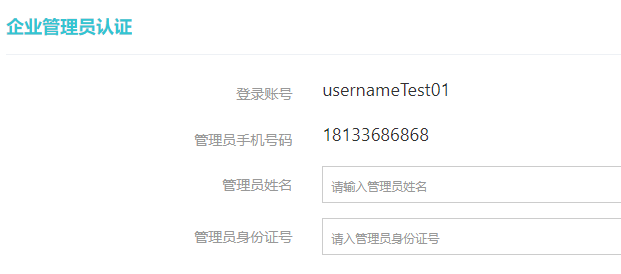 企业管理员认证
登录账号 usernameTest01
管理员手机号码 18133686868
管理员姓名 请输入管理员姓名
管理员身份证号 请入管理员身份证号